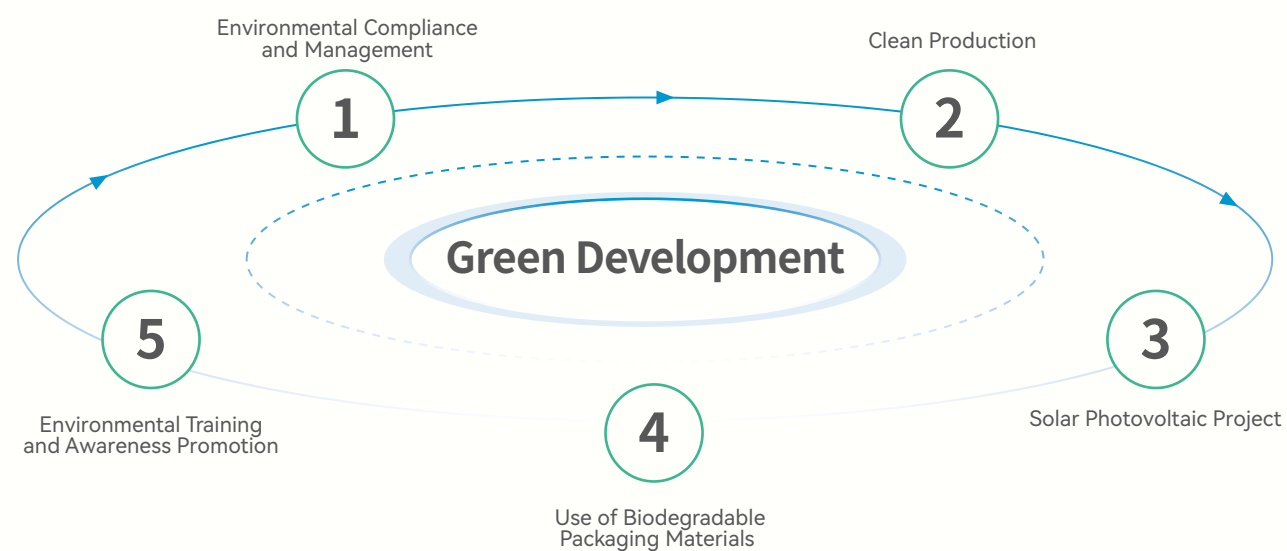 Environmental Compliance
and Management
1
Clean Production
2
Green Development
5
Environmental Training
and Awareness Promotion
3
Solar Photovoltaic Project
4
Use of Biodegradable
Packaging Materials